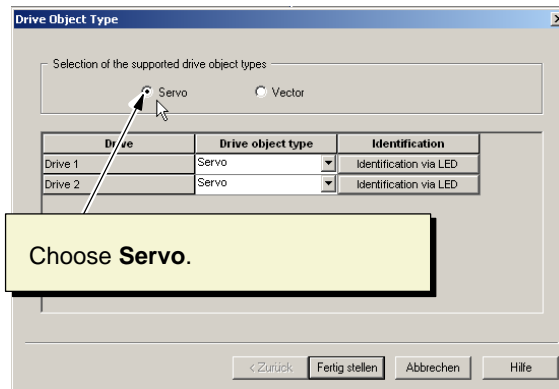 Drive Object Type
Selection of the supported drive object types
Servo Vector
Drive Drive object type Identification
Drive 1 Servo Identification via LED
Drive 2 Servo Identification via LED
Choose Servo.
< Zurück Fertig stellen Abbrechen Hilfe